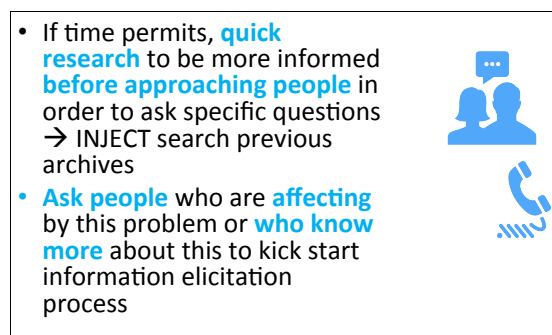 • If time permits, quick
research to be more informed
before approaching people in
order to ask specific questions
→ INJECT search previous
archives
• Ask people who are affecting
by this problem or who know
more about this to kick start
information elicitation
process